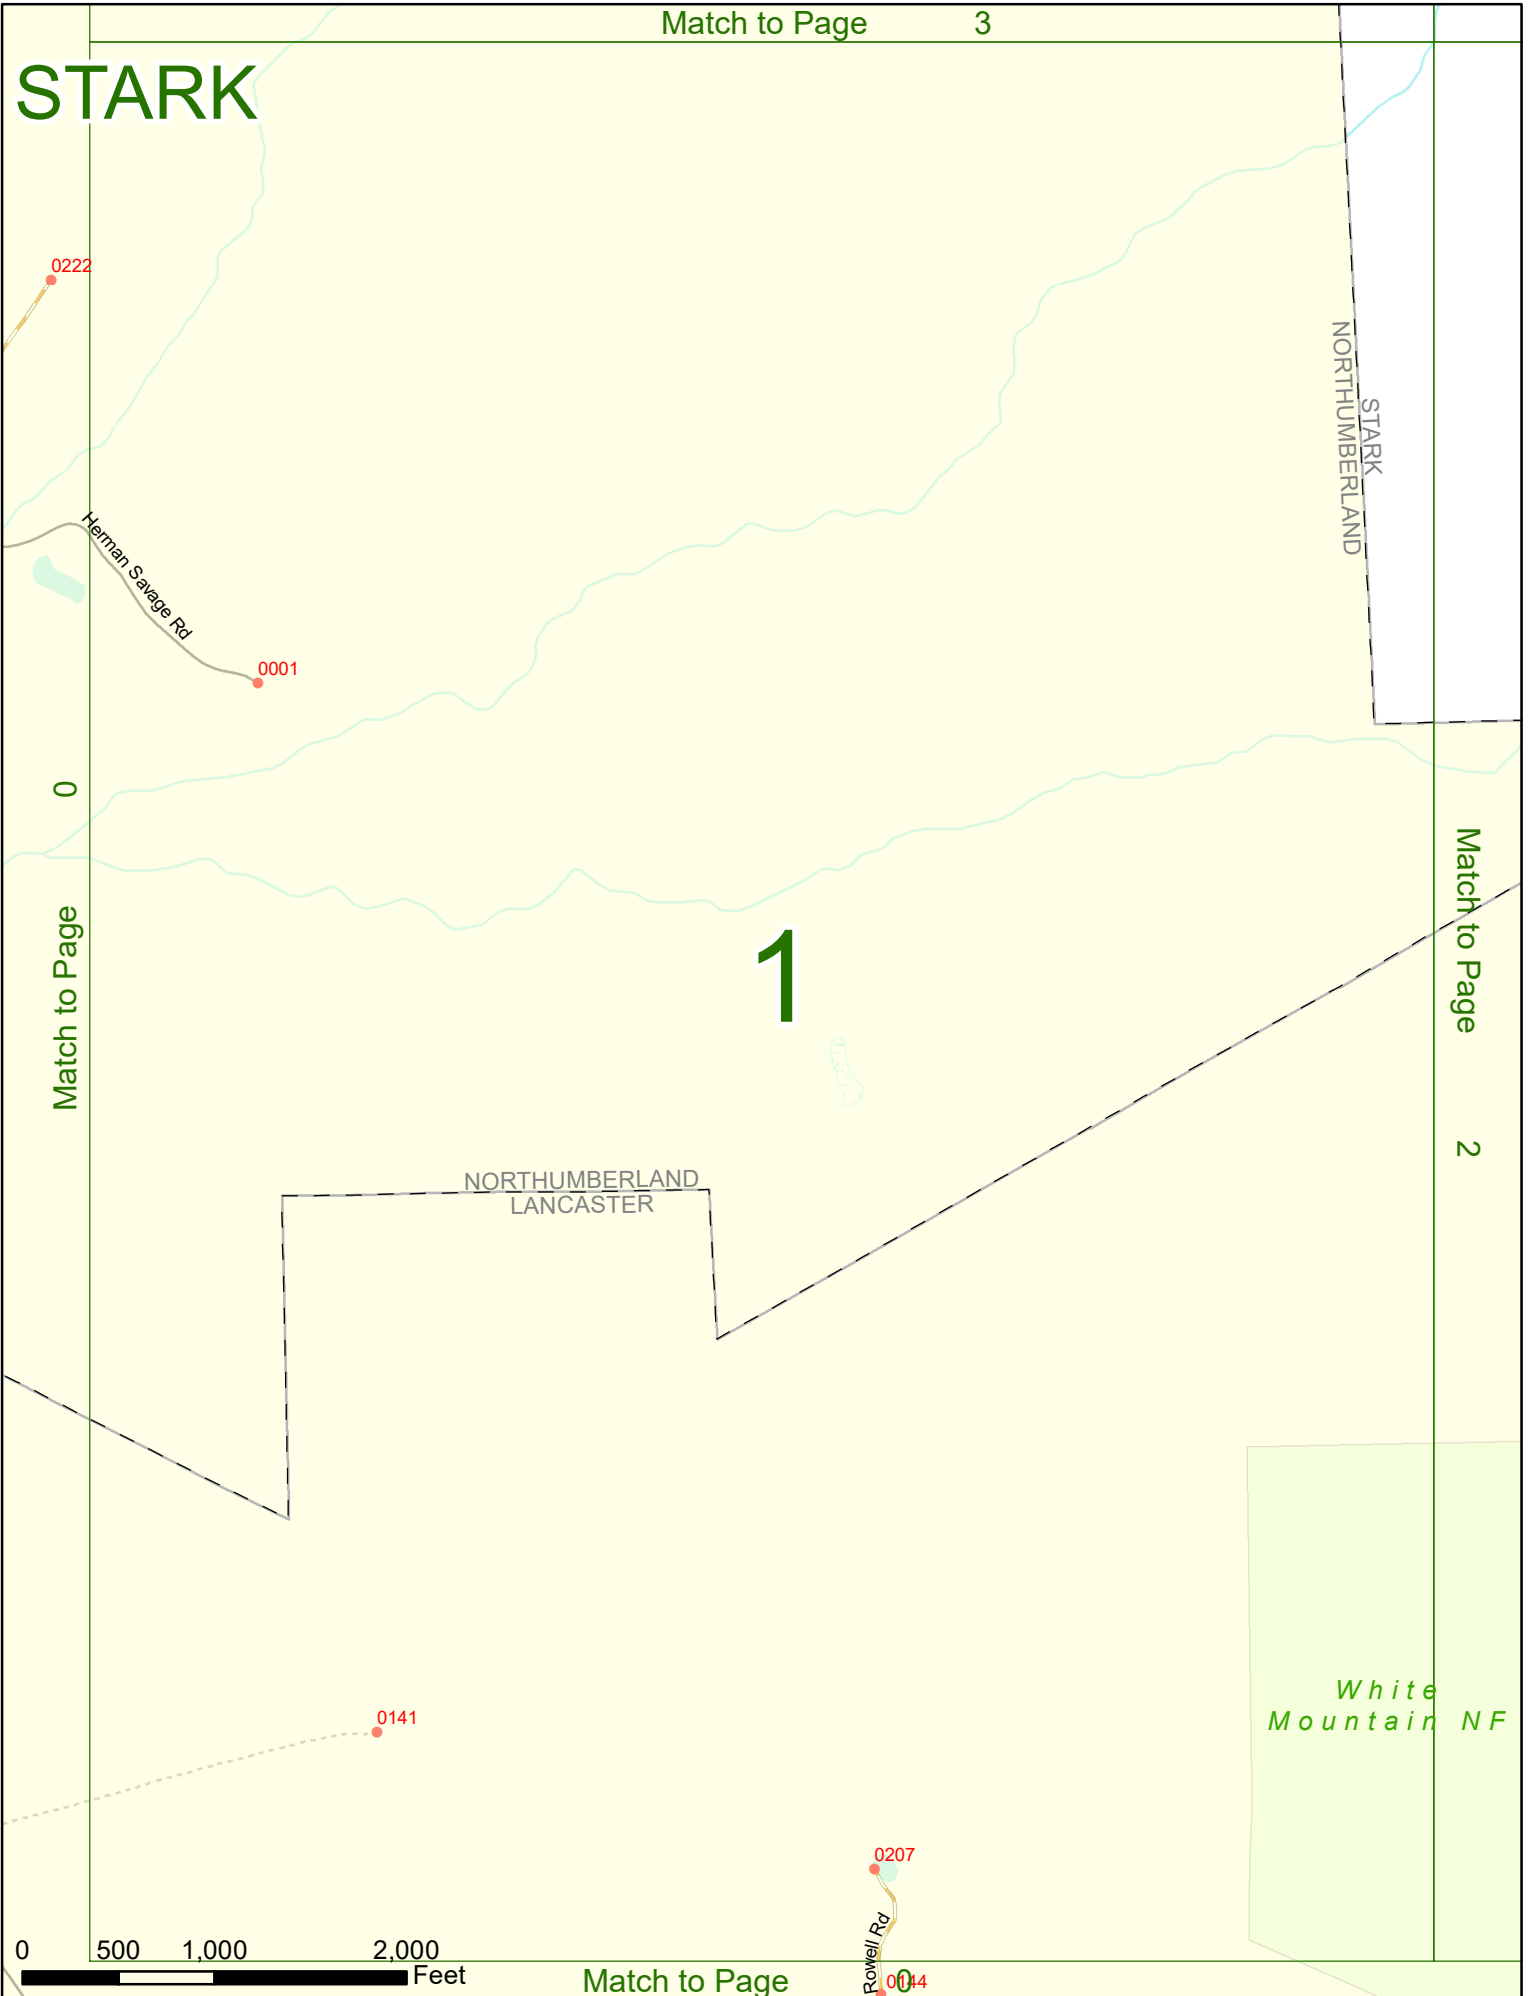 Match to Page 3
STARK
0222
STARK
NORTHUMBERLAND
Herman Savage Rd
0001
Match to Page 0
Match to Page 2
1
NORTHUMBERLAND
LANCASTER
White
Mountain NF
0141
0207
Rowell Rd
0 500 1,000 2,000
Feet
Match to Page 0
0144